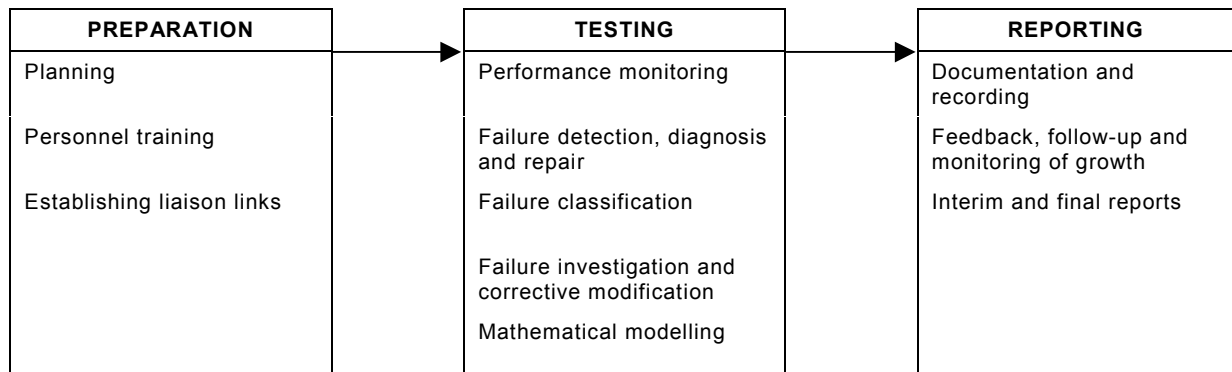 PREPARATION
Planning
Personnel training
Establishing liaison links
TESTING
Performance monitoring
Failure detection, diagnosis
and repair
Failure classification
Failure investigation and
corrective modification
Mathematical modelling
REPORTING
Documentation and
recording
Feedback, follow-up and
monitoring of growth
Interim and final reports